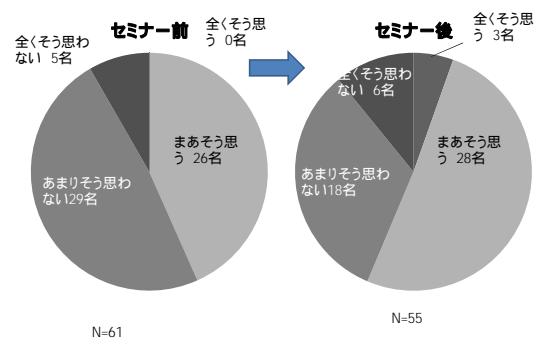 セミナー前
全くそう思わ
ない 5名
全くそう思
う 0名
まあそう思
う 26名
あまりそう思わ
ない29名
N=61
セミナー後
全くそう思
う 3名
全くそう思わ
ない 6名
まあそう思
う 28名
あまりそう思わ
ない18名
N=55